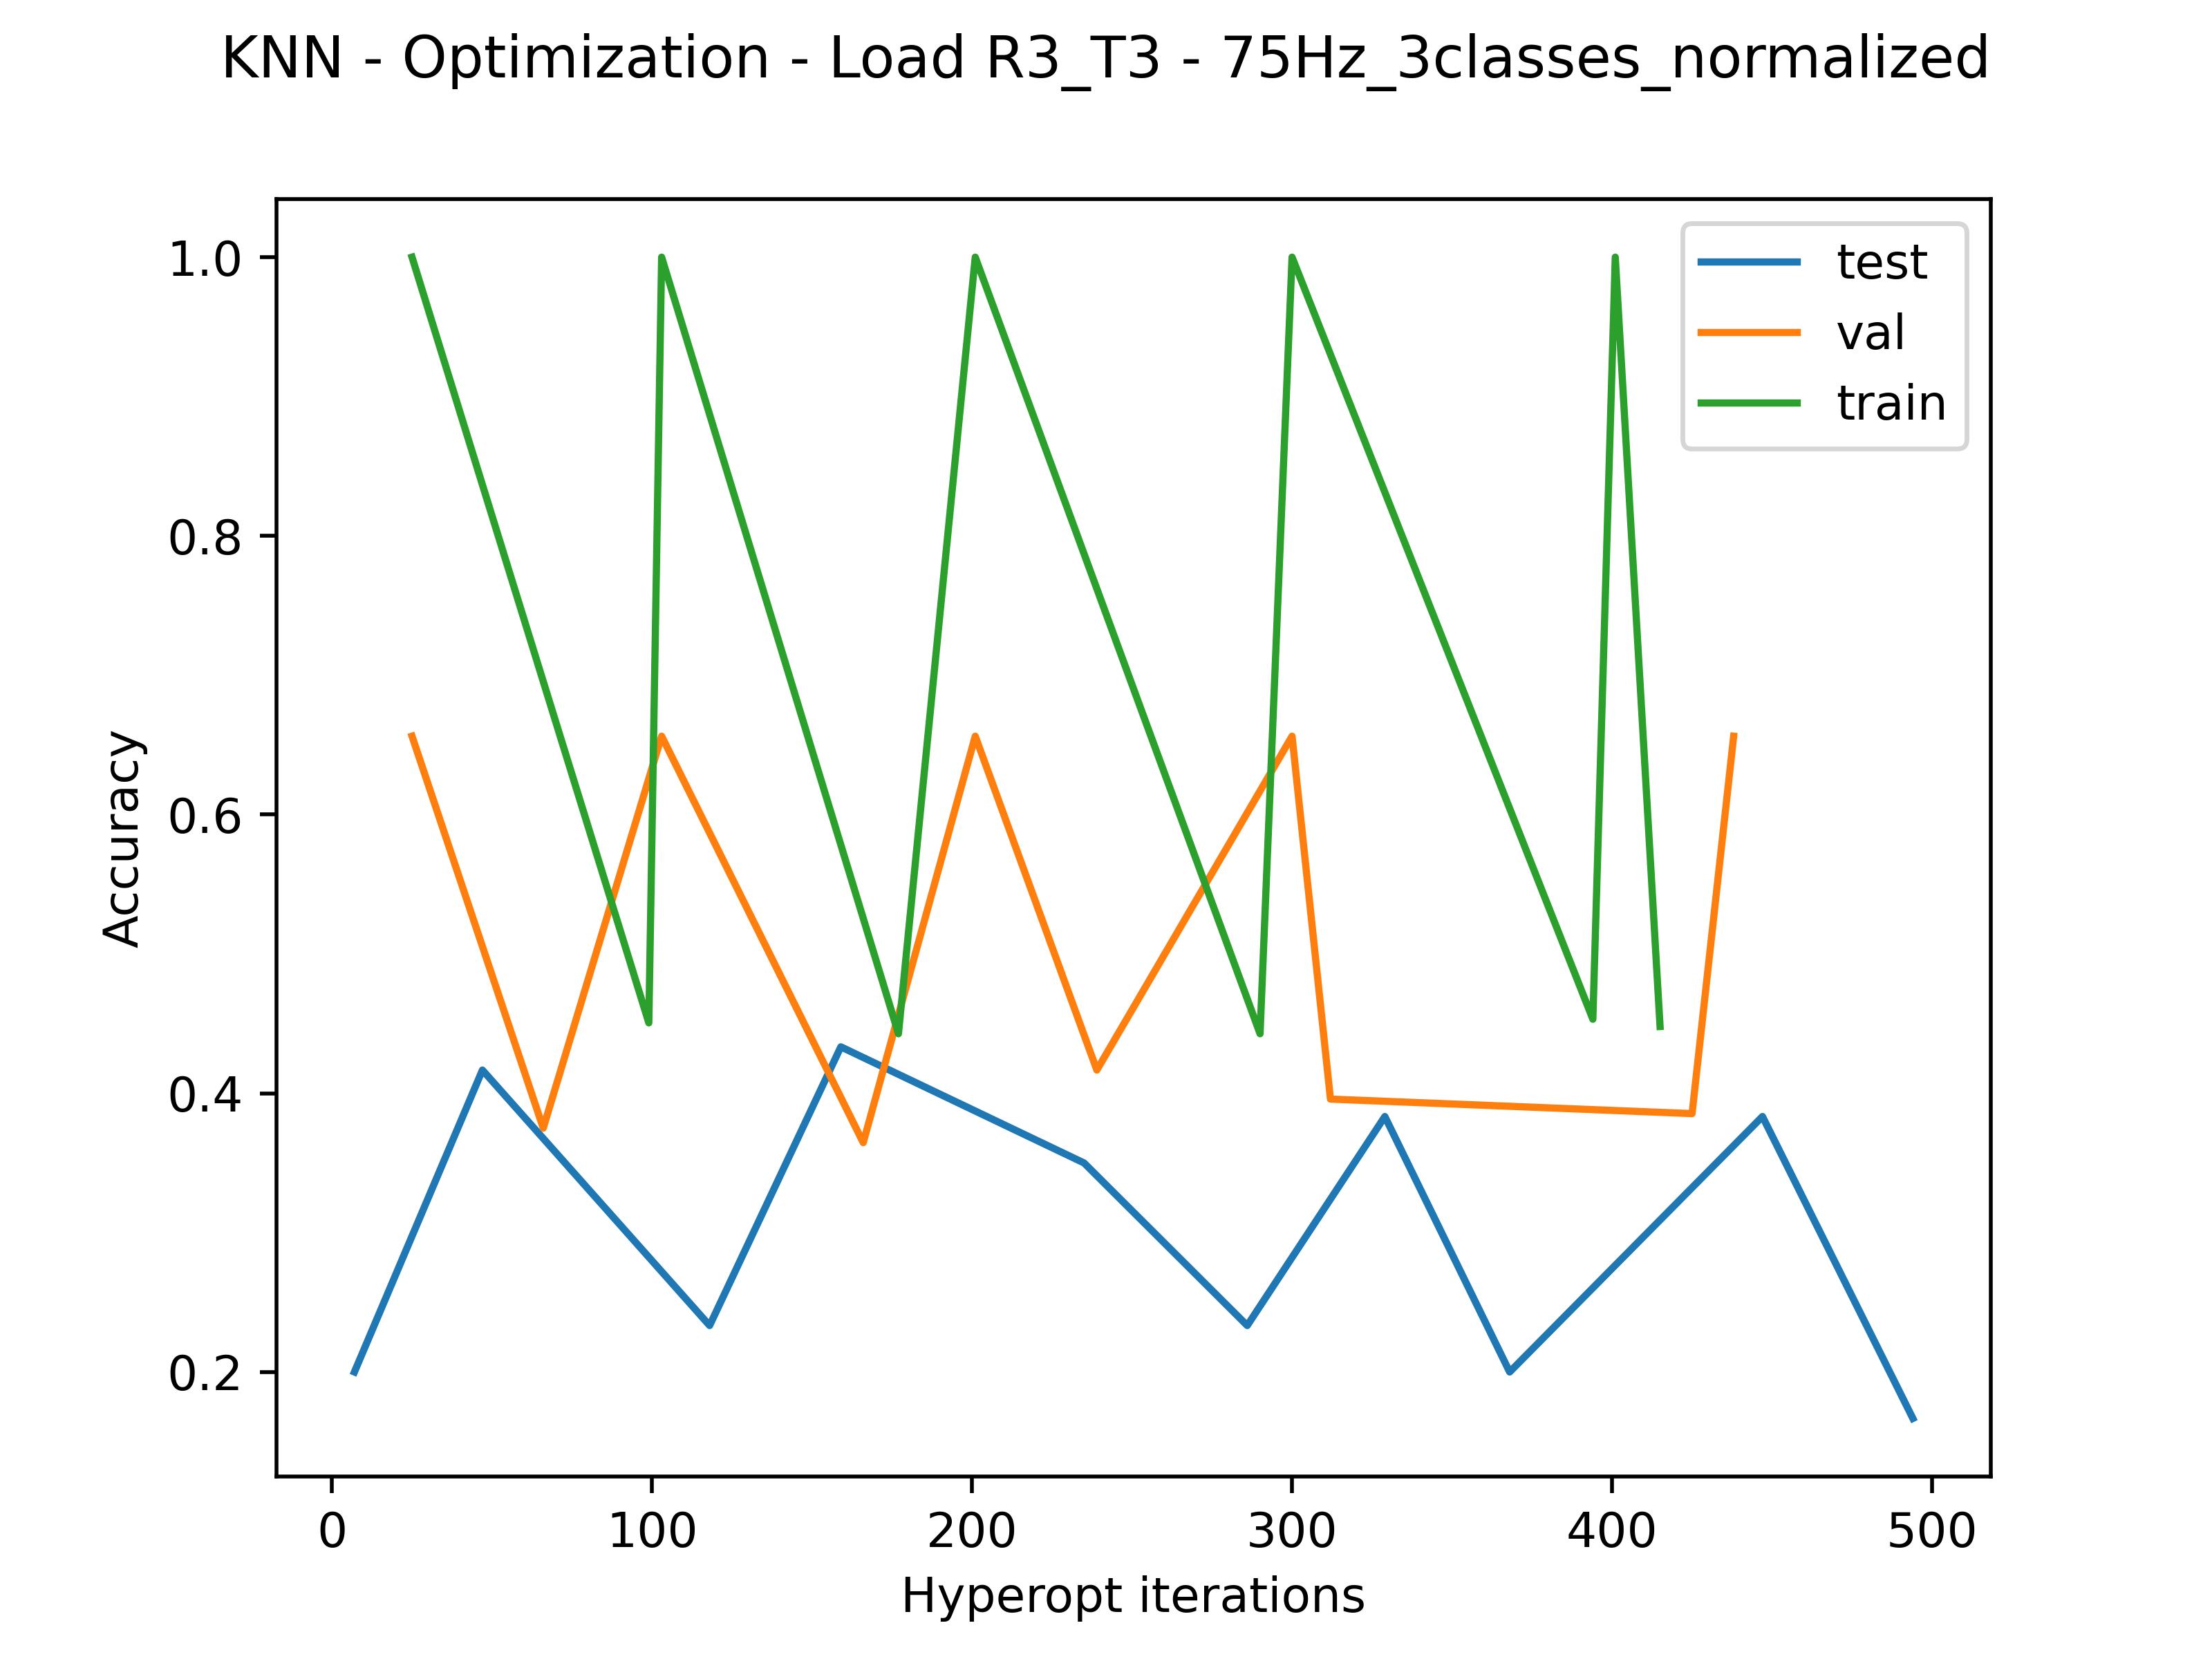 KNN - Optimization - Load R3_T3 - 75Hz_3classes_normalized
1.0
0.8
0.6
0.4
0.2
Accuracy
test
val
train
0 100 200 300 400 500
Hyperopt iterations